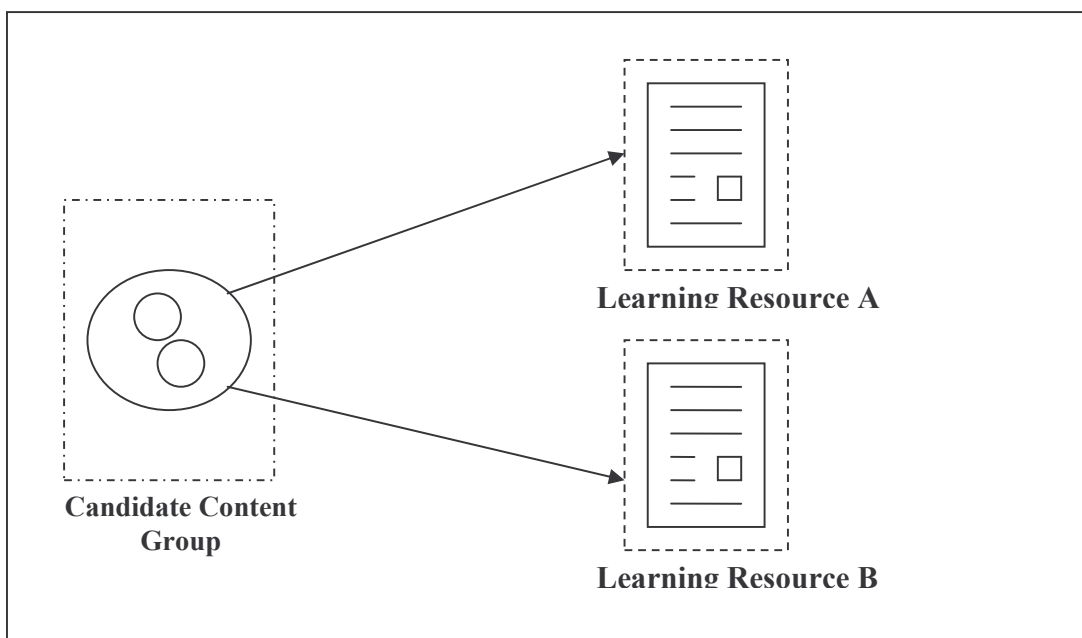 Learning Resource A
Candidate Content
Group
Learning Resource B